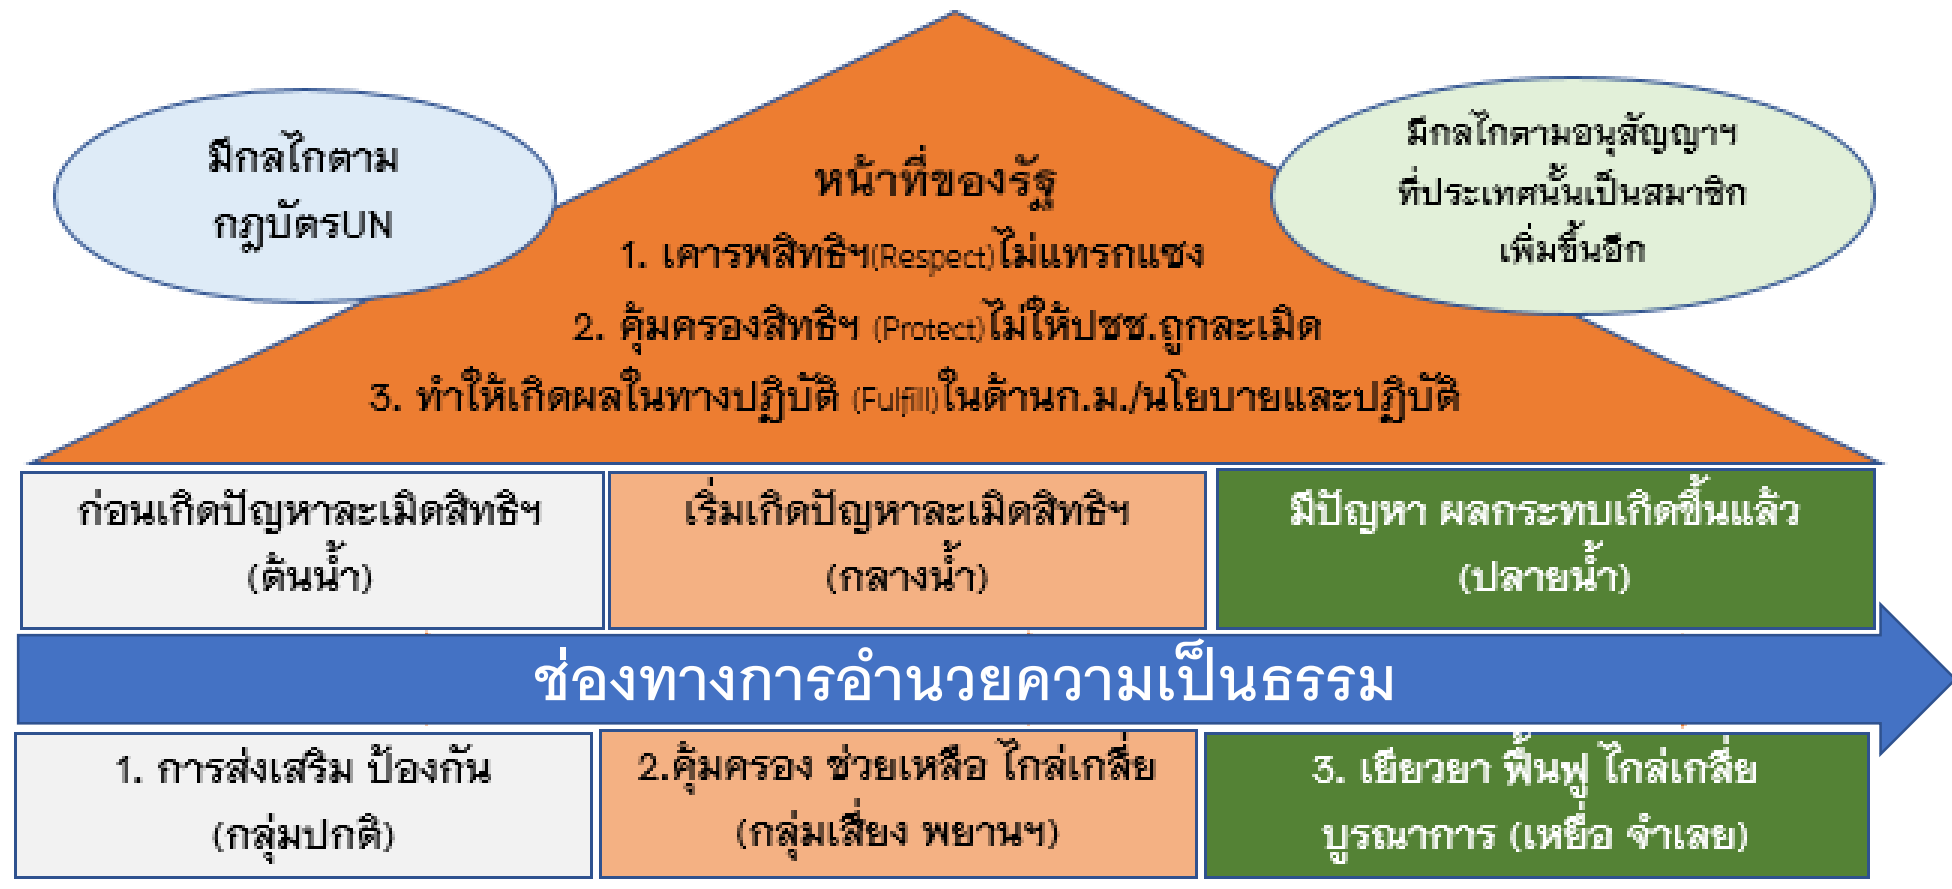 มีกลไกตาม
กฎบัตรUN
มีกลไกตามอนุสัญญาฯ
ที่ประเทศนั้นเป็นสมาชิก
เพิ่มขึ้นอีก
หน้าที่ของรัฐ
1. เคารพสิทธิฯ(Respect)ไม่แทรกแซง
2. คุ้มครองสิทธิฯ (Protect)ไม่ให้ปชช.ถูกละเมิด
3. ทำให้เกิดผลในทางปฏิบัติ (Fulfill)ในด้านก.ม./นโยบายและปฏิบัติ
ก่อนเกิดปัญหาละเมิดสิทธิฯ
(ต้นน้ำ)
เริ่มเกิดปัญหาละเมิดสิทธิฯ
(กลางน้ำ)
มีปัญหา ผลกระทบเกิดขึ้นแล้ว
(ปลายน้ำ)
ช่องทางการอำนวยความเป็นธรรม
1. การส่งเสริม ป้องกัน
(กลุ่มปกติ)
2.คุ้มครอง ช่วยเหลือ ไกล่เกลี่ย
(กลุ่มเสี่ยง พยานฯ)
3. เยียวยา ฟื้นฟู ไกล่เกลี่ย
บูรณาการ (เหยื่อ จำเลย)